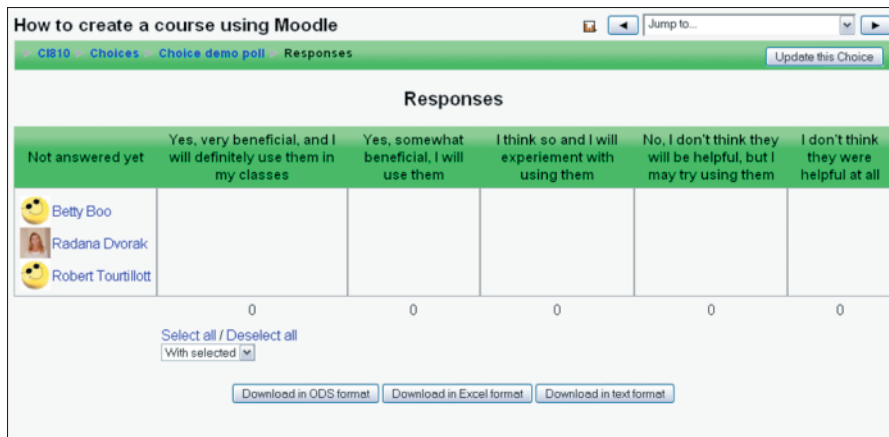 How to create a course using Moodle
Jump to...
CI810 Choices Choice demo poll Responses
Update this Choice
Responses
Not answered yet
Yes, very beneficial, and I
will definitely use them in
my classes
Yes, somewhat
beneficial, I will
use them
I think so and I will
experiement with
using them
No, I don't think they
will be helpful, but I
may try using them
I don't think
they were
helpful at all
Betty Boo
Radana Dvorak
Robert Tourtillott
0 0 0 0 0
Select all / Deselect all
With selected
Download in ODS format Download in Excel format Download in text format